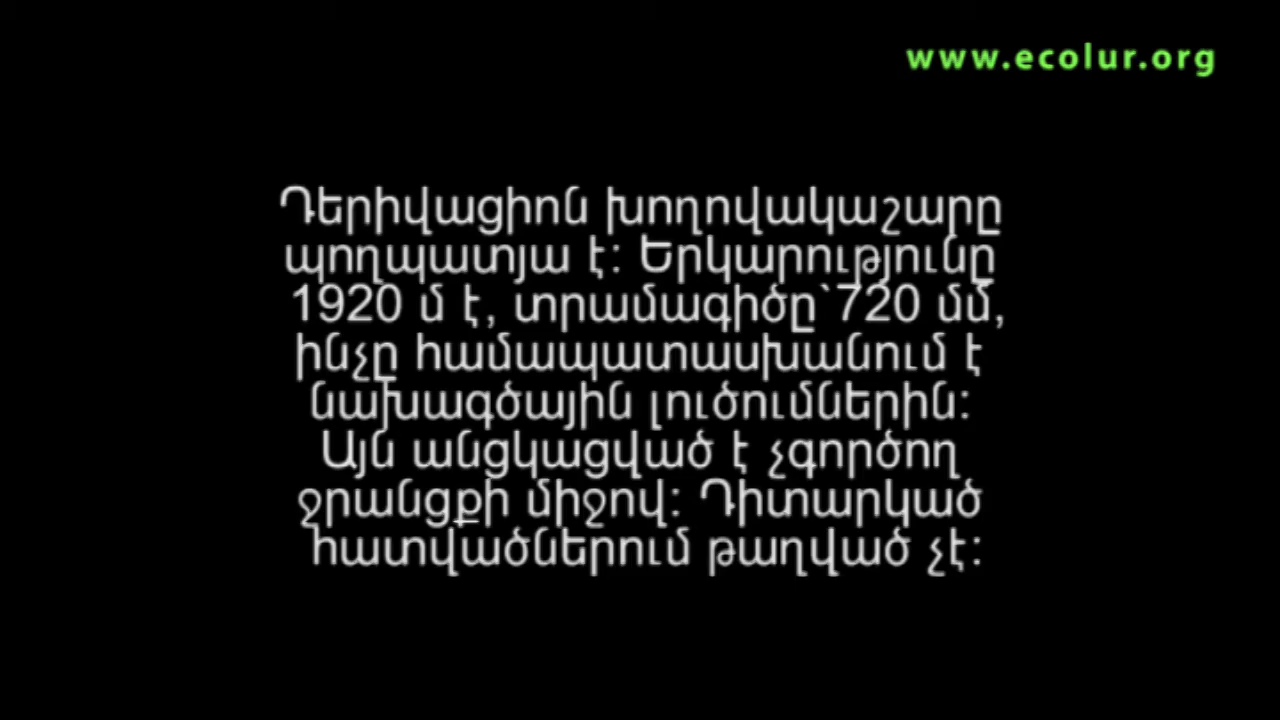 www.ecolur.org
Դերիվացիոն խողովակաշարը
պողպատյա է: Երկարությունը
1920 մ է, տրամագիծը`720 մմ,
ինչը համապատասխանում է
նախագծային լուծումներին:
Այն անցկացված է չգործող
ջրանցքի միջով: Դիտարկած
հատվածներում թաղված չէ: